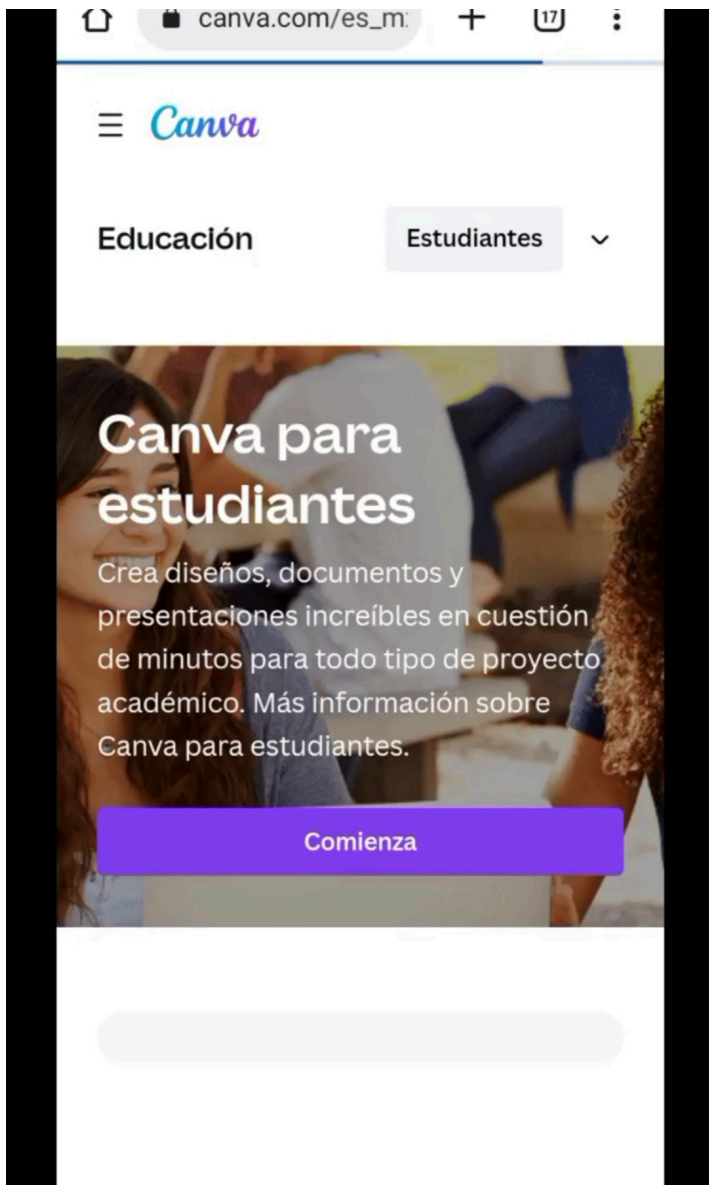 canva.com/es_m
17
Canva
Educación
Estudiantes
Canva para
estudiantes
Crea diseños, documentos y
presentaciones increíbles en cuestión
de minutos para todo tipo de proyecto
académico. Más información sobre
Canva para estudiantes.
Comienza